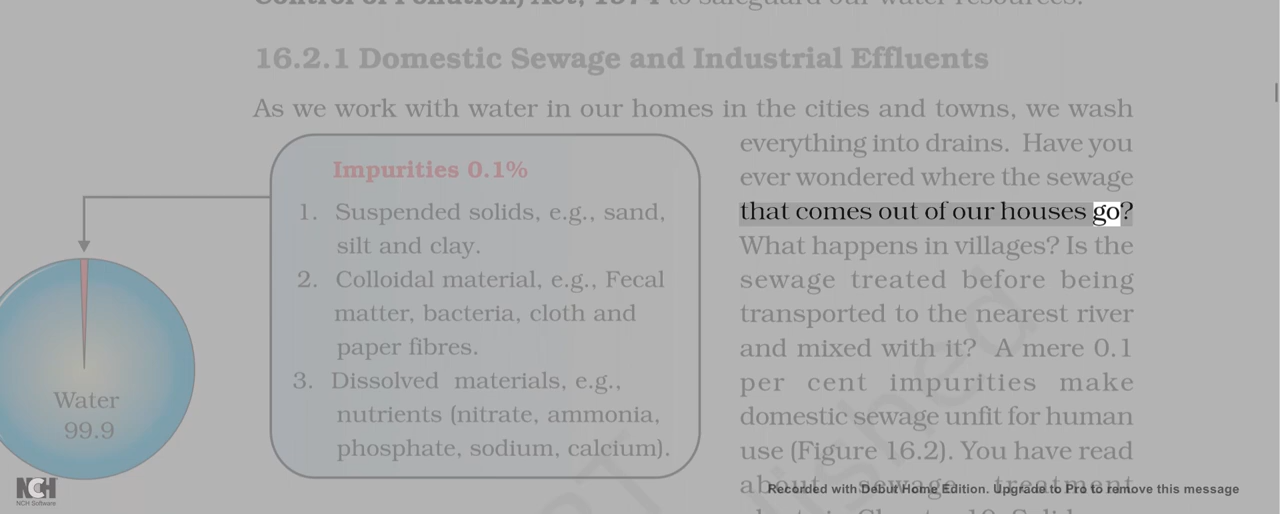 Control of Pollution) Act, 1974 to safeguard our water resources.
16.2.1 Domestic Sewage and Industrial Effluents
As we work with water in our homes in the cities and towns, we wash
everything into drains. Have you
ever wondered where the sewage
that comes out of our houses go?
What happens in villages? Is the
sewage treated before being
transported to the nearest river
and mixed with it? A mere 0.1
per cent impurities make
domestic sewage unfit for human
use (Figure 16.2). You have read
about sewage treatment
Impurities 0.1%
1. Suspended solids, e.g., sand,
silt and clay.
2. Colloidal material, e.g., Fecal
matter, bacteria, cloth and
paper fibres.
3. Dissolved materials, e.g.,
nutrients (nitrate, ammonia,
phosphate, sodium, calcium).
Water
99.9
NCH
NCH Software
Recorded with Debut Home Edition. Upgrade to Pro to remove this message